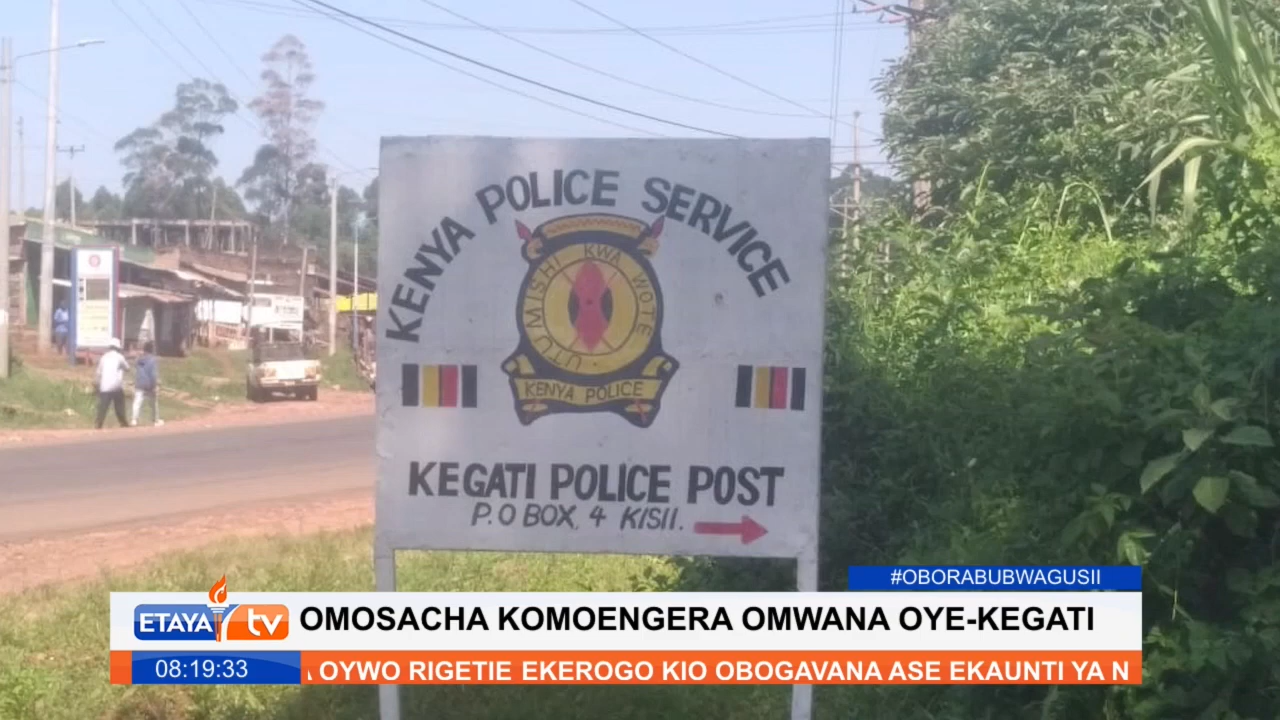 KENYA POLICE SERVICE
UTUMISHI KWA WOTE
KENYA POLICE
KEGATI POLICE POST
P.O BOX, 4 KISII.
#OBORABUBWAGUSII
ETAYA tv
OMOSACHA KOMOENGERA OMWANA OYE-KEGATI
08:19:33
OYWO RIGETIE EKEROGO KIO OBOGAVANA ASE EKAUNTI YA N